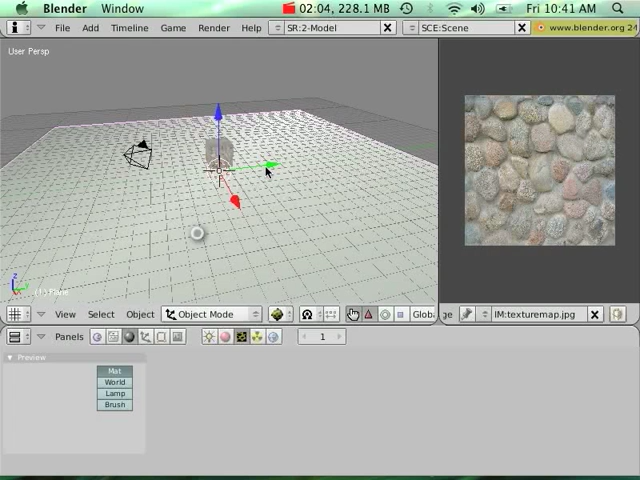 Blender Window 02:04, 228.1 MB Fri 10:41 AM
File Add Timeline Game Render Help SR:2-Model SCE:Scene www.blender.org 24
User Persp
z
y
(1) Plane
View Select Object Object Mode Globa ge IM:texturemap.jpg
Panels 1
Preview
Mat
World
Lamp
Brush